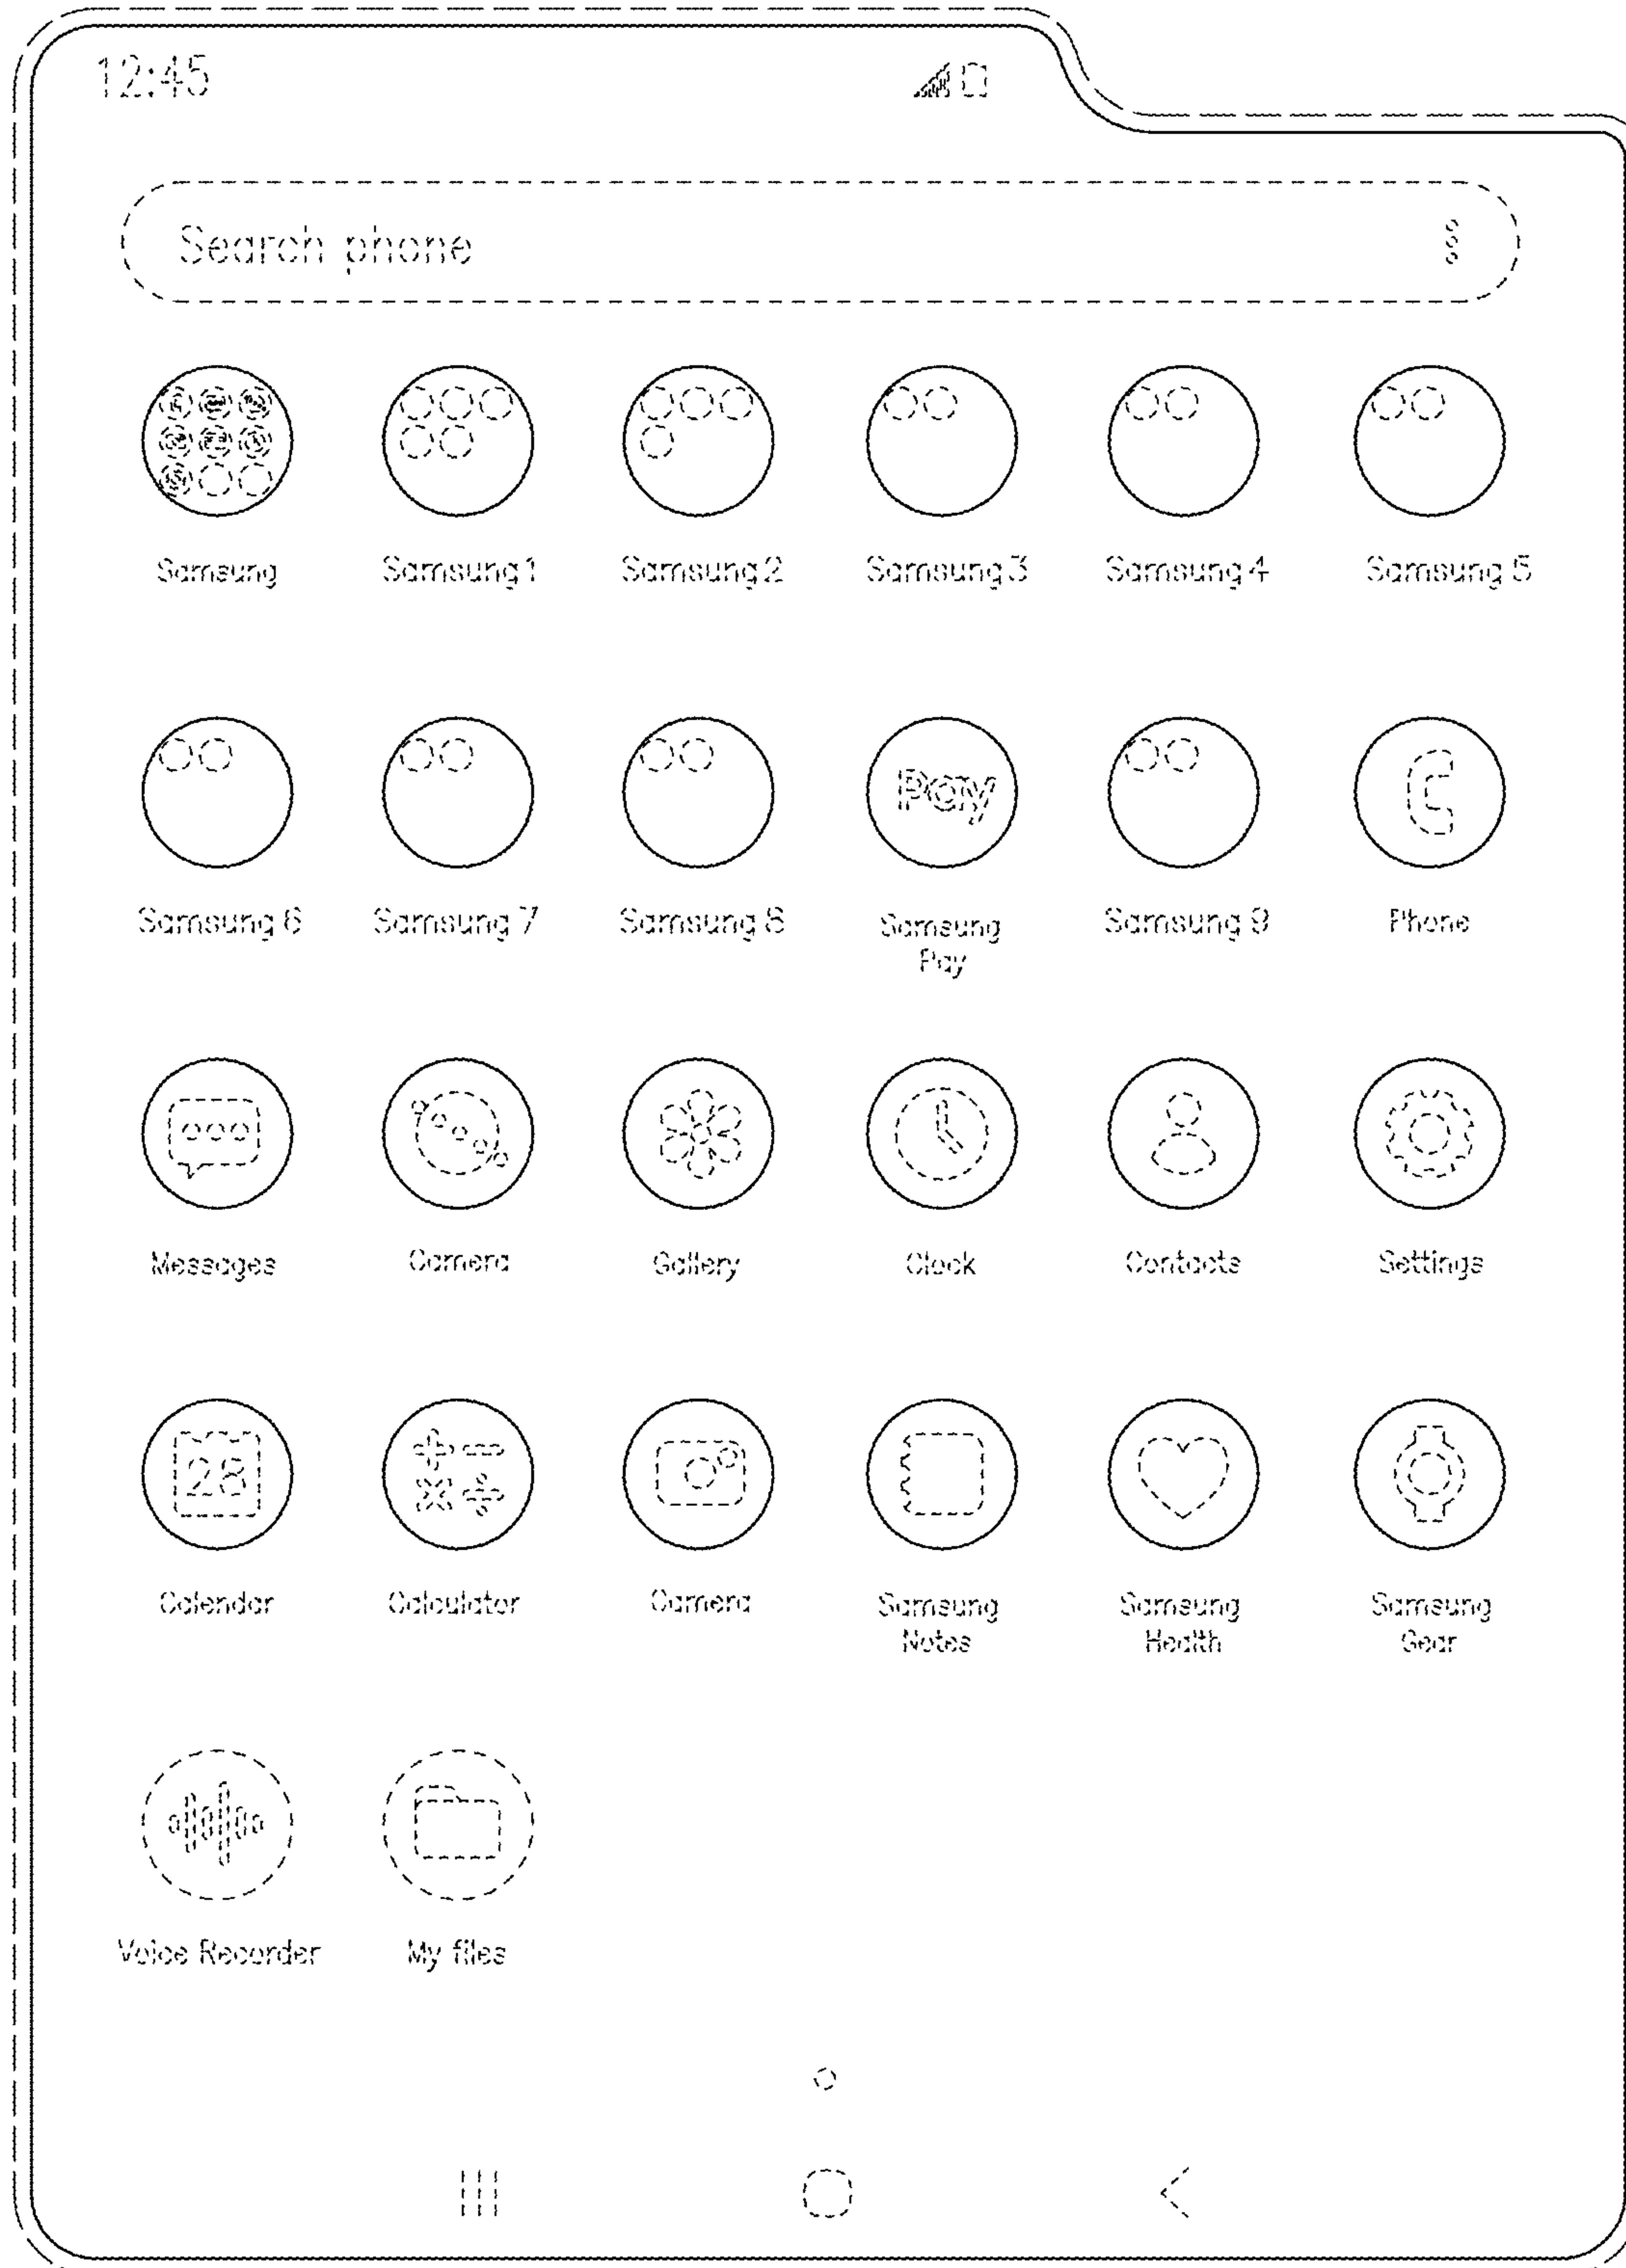 12:45
Search phone
Samsung
Samsung 1
Samsung 2
Samsung 3
Samsung 4
Samsung 5
Pay
Samsung 6
Samsung 7
Samsung 8
Samsung
Pay
Samsung 9
Phone
Messages
Camera
Gallery
Clock
Contacts
Settings
28
Calendar
Calculator
Camera
Samsung
Notes
Samsung
Health
Samsung
Gear
Voice Recorder
My files